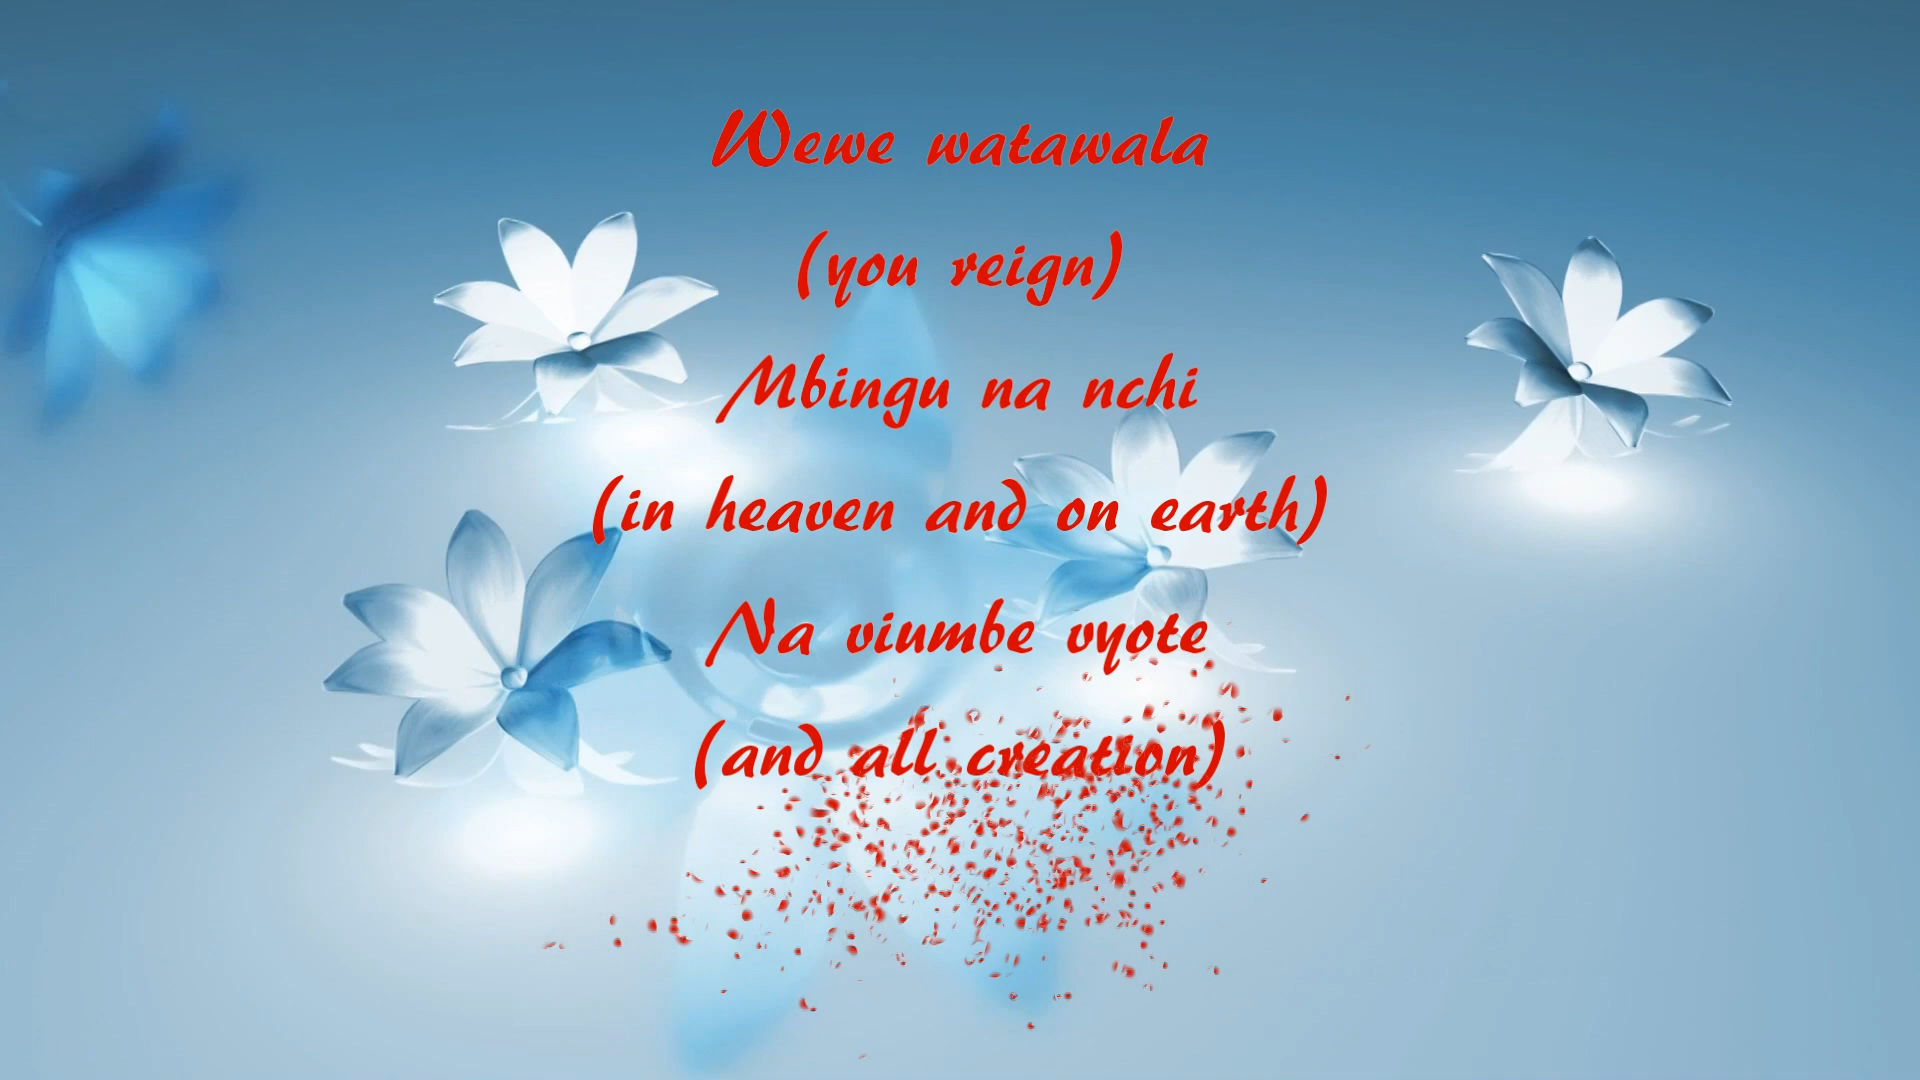 Wewe watawala
(you reign)
Mbingu na nchi
(in heaven and on earth)
Na viumbe vyote
(and all creation)